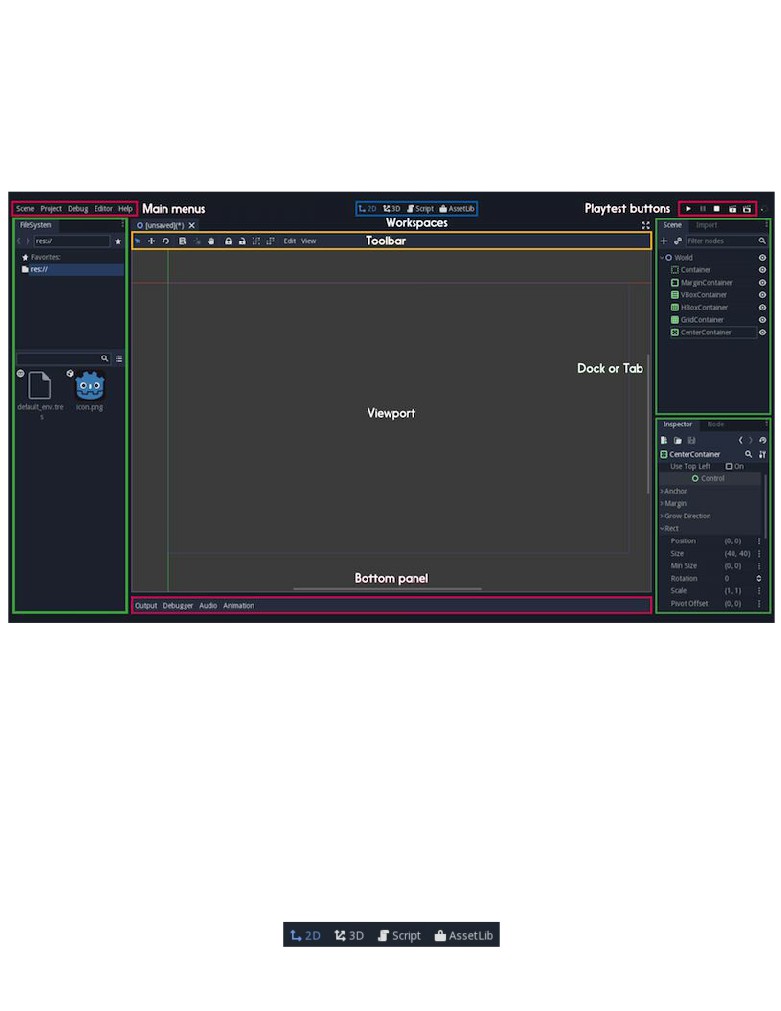 Scene Project Debug Editor Help Main menus 2D 3D Script AssetLib Playtest buttons
Workspaces
FileSystem [unsaved](*) Scene Import
Toolbar
res:// Edit View Filter nodes
Favorites:
res://
World
Container
MarginContainer
VBoxContainer
HBoxContainer
GridContainer
CenterContainer
Dock or Tab
default_env.tre
s
icon.png
Viewport
Inspector Node
CenterContainer
Use Top Left On
Control
Anchor
Margin
Grow Direction
Rect
Position (0, 0)
Size (40, 40)
Min Size (0, 0)
Rotation 0
Scale (1, 1)
Pivot Offset (0, 0)
Bottom panel
Output Debugger Audio Animation
2D 3D Script AssetLib